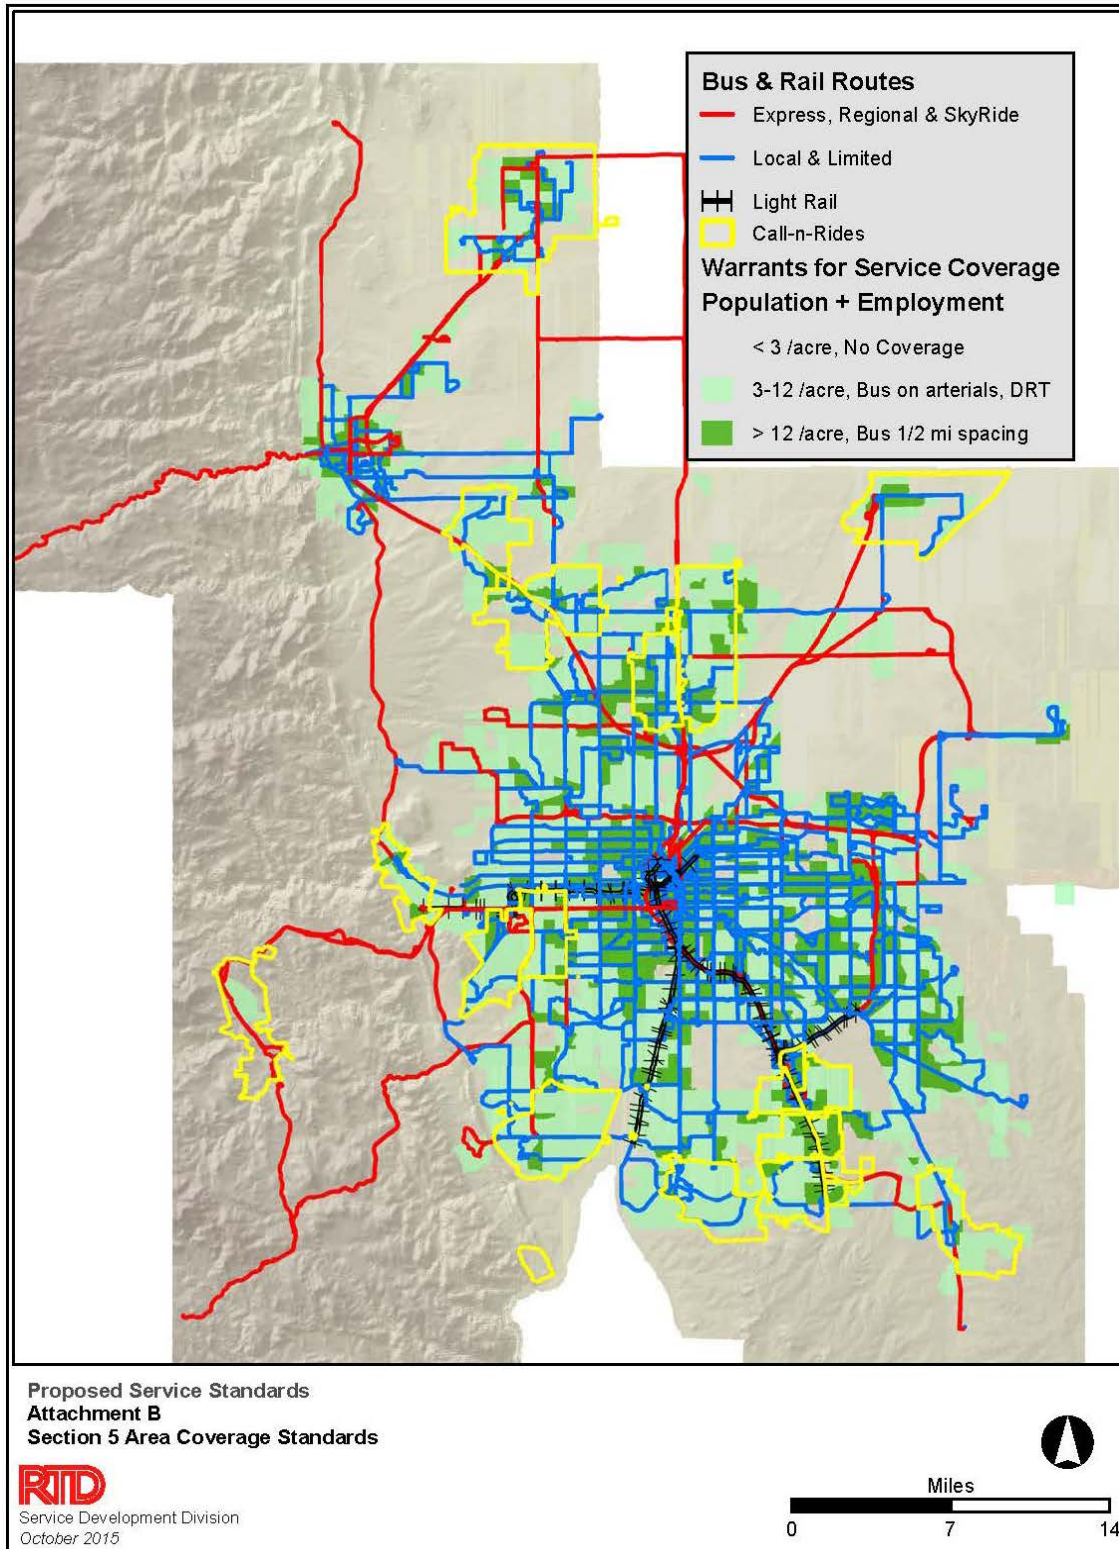 Bus & Rail Routes
Express, Regional & SkyRide
Local & Limited
Light Rail
Call-n-Rides
Warrants for Service Coverage
Population + Employment
< 3 /acre, No Coverage
3-12 /acre, Bus on arterials, DRT
> 12 /acre, Bus 1/2 mi spacing
Proposed Service Standards
Attachment B
Section 5 Area Coverage Standards
RTD
Service Development Division
October 2015
Miles
0 7 14